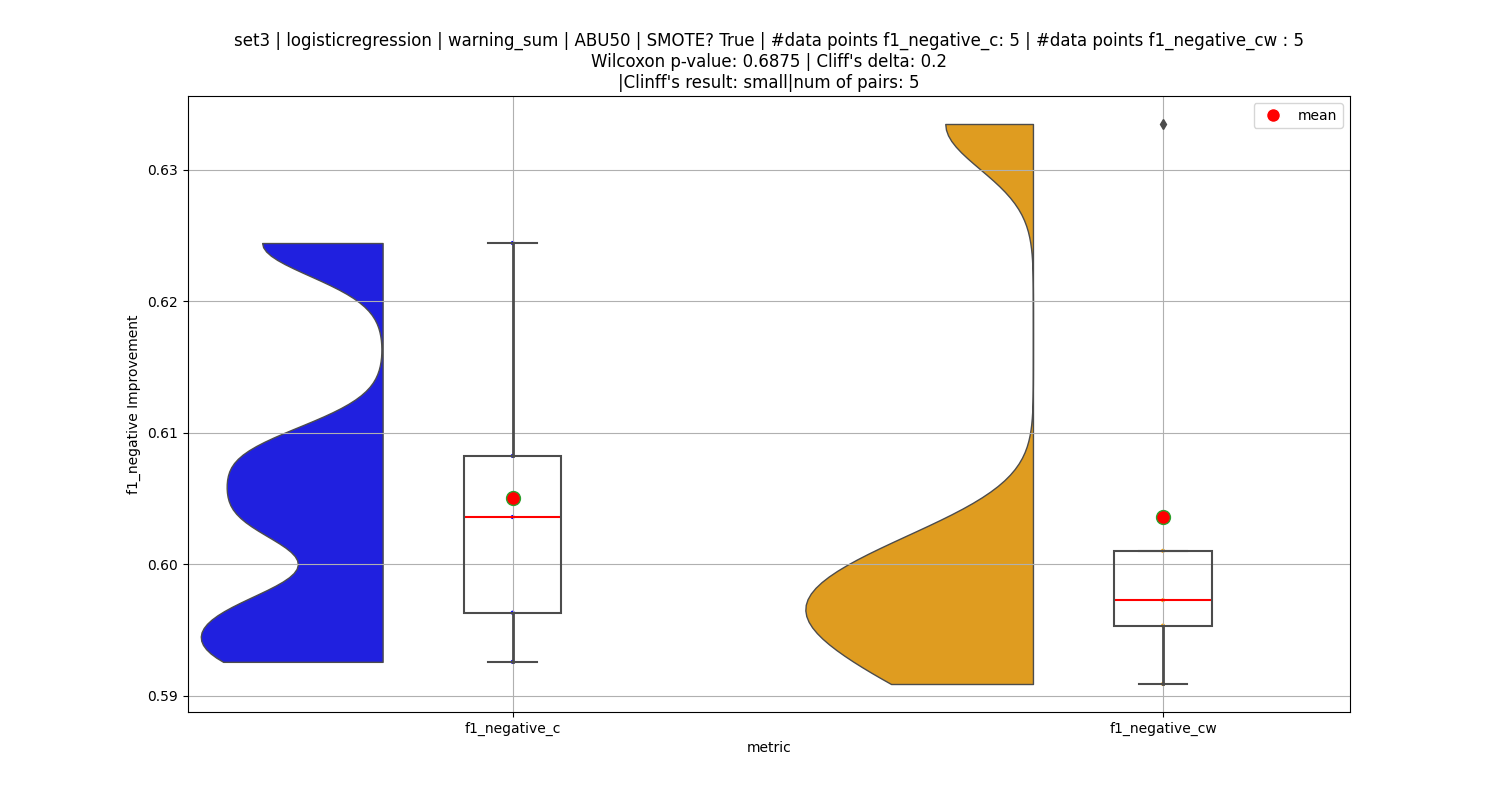 set3 | logisticregression | warning_sum | ABU50 | SMOTE? True | #data points f1_negative_c: 5 | #data points f1_negative_cw : 5
Wilcoxon p-value: 0.6875 | Cliff's delta: 0.2
|Clinff's result: small|num of pairs: 5
mean
0.63
0.62
0.61
0.60
0.59
f1_negative Improvement
f1_negative_c
f1_negative_cw
metric